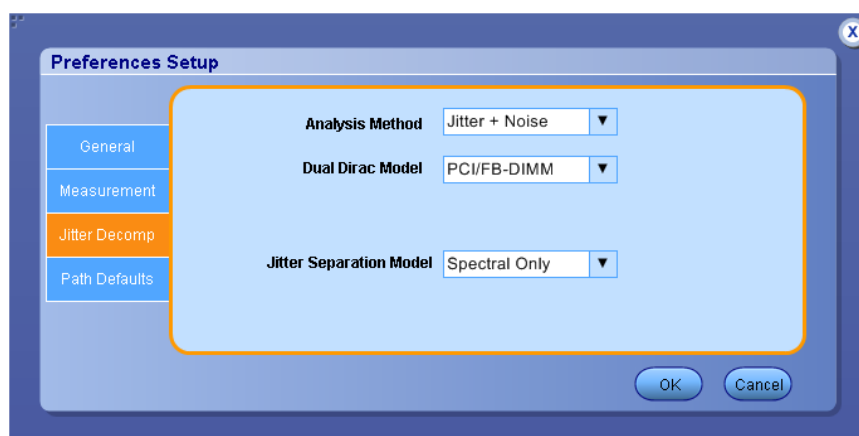 X
Preferences Setup
General
Measurement
Jitter Decomp
Path Defaults
Analysis Method Jitter + Noise
Dual Dirac Model PCI/FB-DIMM
Jitter Separation Model Spectral Only
OK Cancel